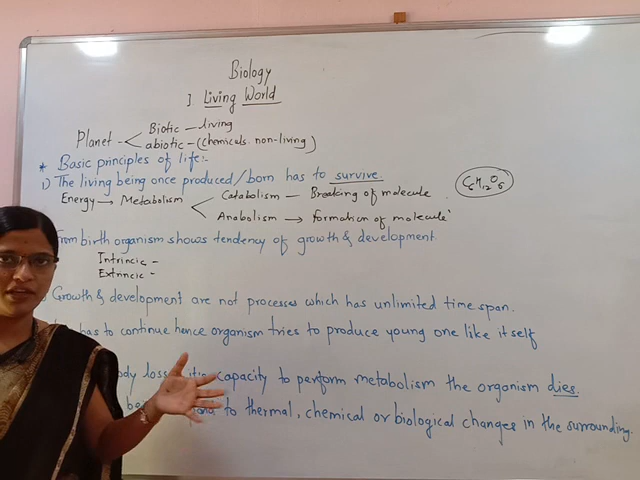 Biology
1. Living World
Planet Biotic - living
abiotic - (chemicals. non-living)
* Basic principles of life:-
1) The living being once produced/born has to survive.
Energy → Metabolism Catabolism - Breaking of molecule
Anabolism → Formation of molecule
C6H12O6
From birth organism shows tendency of growth & development
Intrincic -
Extrincic -
Growth & development are not processes which has unlimited time span.
has to continue hence organism tries to produce young one like itself
body capacity to perform metabolism the organism dies.
to thermal, chemical or biological changes in the surrounding.